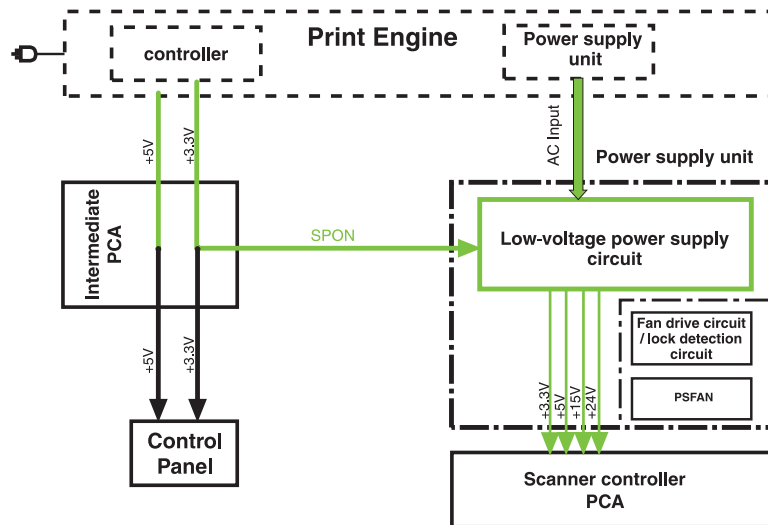 Print Engine
controller
Power supply
unit
+5V
+3.3V
AC Input
Power supply unit
Intermediate
PCA
SPON
Low-voltage power supply
circuit
Fan drive circuit
/ lock detection
circuit
PSFAN
+5V
+3.3V
+3.3V
+5V
+15V
+24V
Control
Panel
Scanner controller
PCA